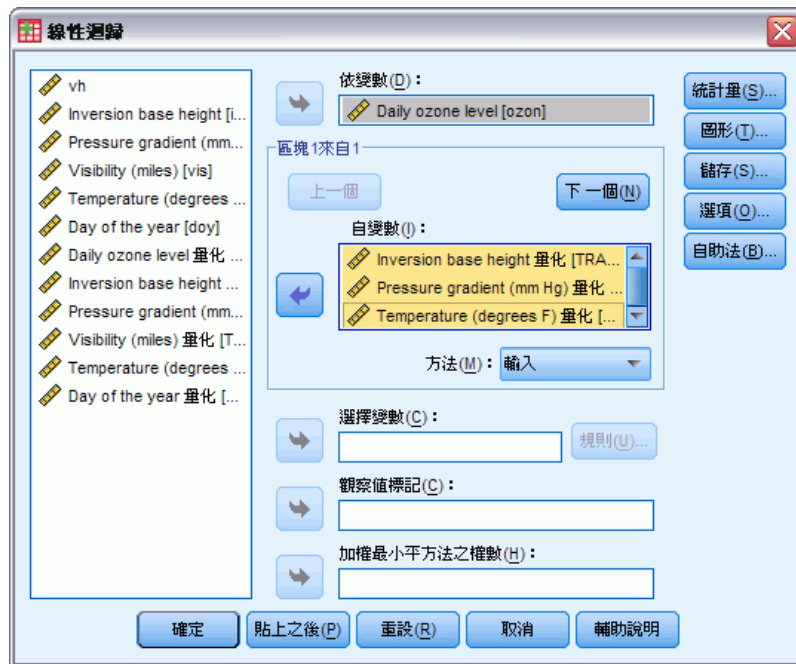 線性迴歸
vh
Inversion base height [i...
Pressure gradient (mm...
Visibility (miles) [vis]
Temperature (degrees ...
Day of the year [doy]
Daily ozone level 量化 ...
Inversion base height ...
Pressure gradient (mm...
Visibility (miles) 量化 [T...
Temperature (degrees ...
Day of the year 量化 [...
依變數(D)：
Daily ozone level [ozon]
區塊1來自1
上一個
下一個(N)
自變數(I)：
Inversion base height 量化 [TRA...
Pressure gradient (mm Hg) 量化 ...
Temperature (degrees F) 量化 [...
方法(M)：
輸入
選擇變數(C)：
規則(U)...
觀察值標記(C)：
加權最小平方法之權數(H)：
統計量(S)...
圖形(T)...
儲存(S)...
選項(O)...
自助法(B)...
確定
貼上之後(P)
重設(R)
取消
輔助說明